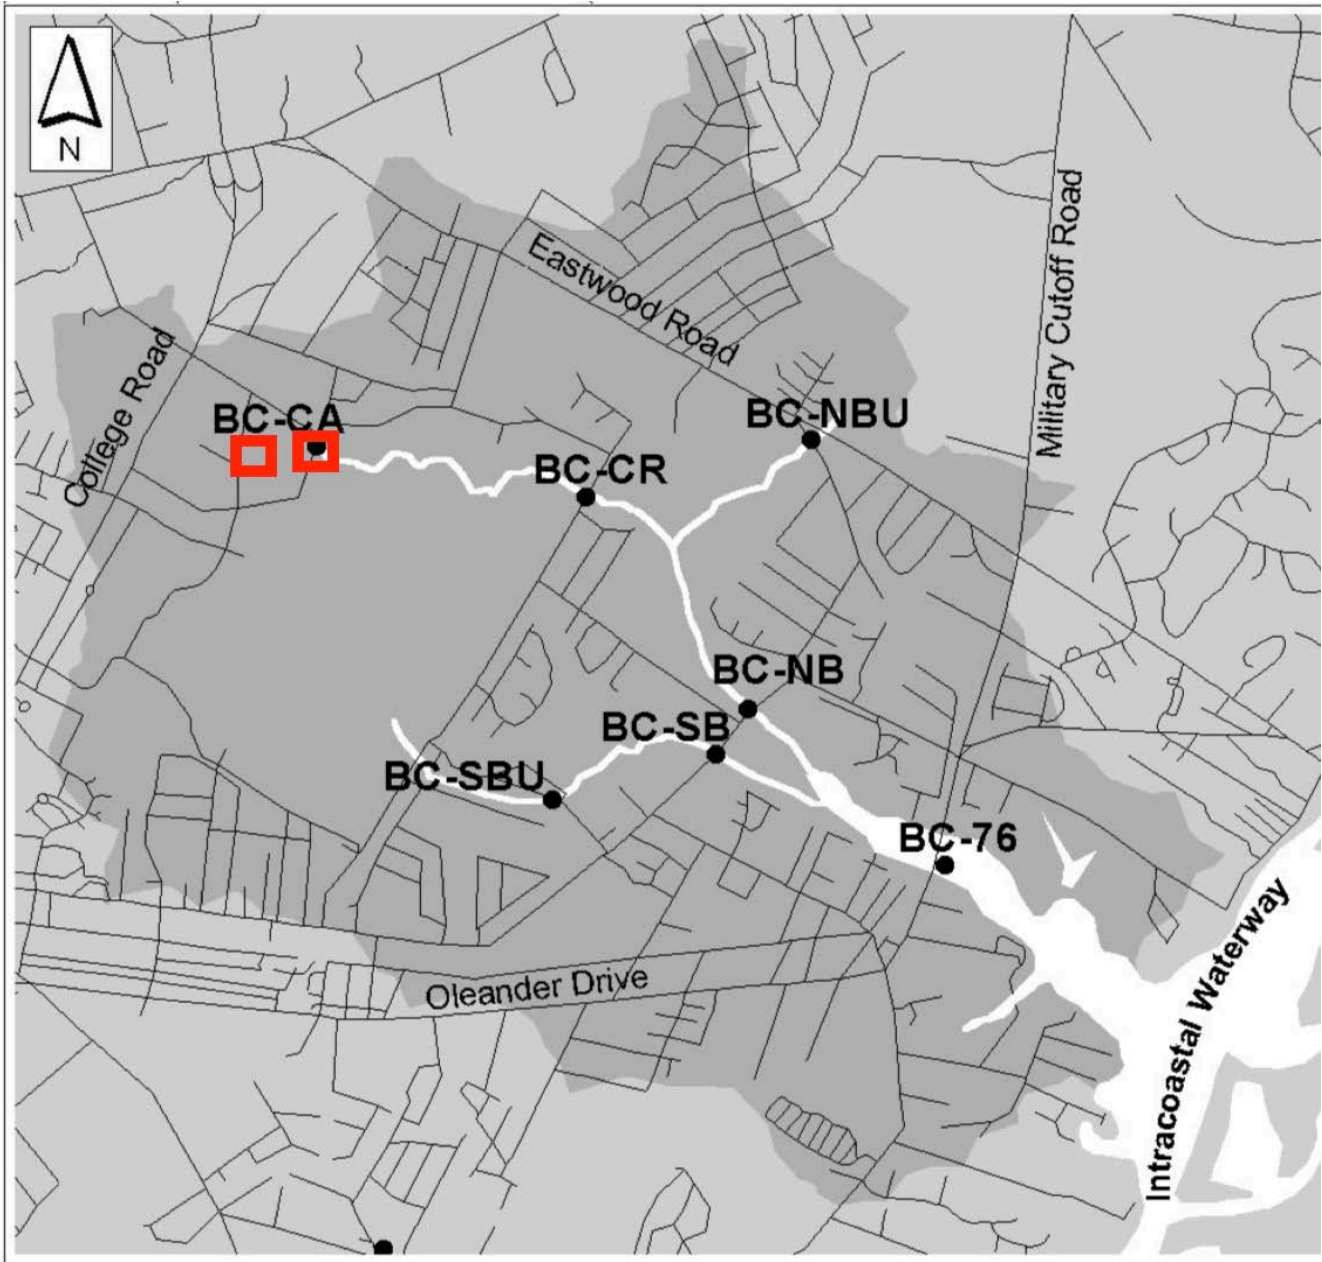 N
Eastwood Road
Military Cutoff Road
College Road
BC-CA
BC-NBU
BC-CR
BC-NB
BC-SB
BC-SBU
BC-76
Oleander Drive
Intracoastal Waterway